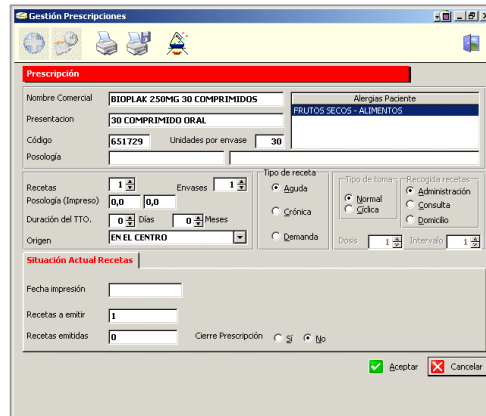 Gestión Prescripciones
Prescripción
Nombre Comercial BIOPLAK 250MG 30 COMPRIMIDOS
Alergias Paciente
FRUTOS SECOS - ALIMENTOS
Presentacion 30 COMPRIMIDO ORAL
Código 651729 Unidades por envase 30
Posología
Recetas 1 Envases 1
Posología (Impreso) 0,0 0,0
Duración del TTO. 0 Días 0 Meses
Origen EN EL CENTRO
Tipo de receta
Aguda
Crónica
Demanda
Tipo de toma
Normal
Cíclica
Recogida recetas
Administración
Consulta
Domicilio
Dosis 1 Intervalo 1
Situación Actual Recetas
Fecha impresión
Recetas a emitir 1
Recetas emitidas 0 Cierre Prescripción Sí No
Aceptar Cancelar